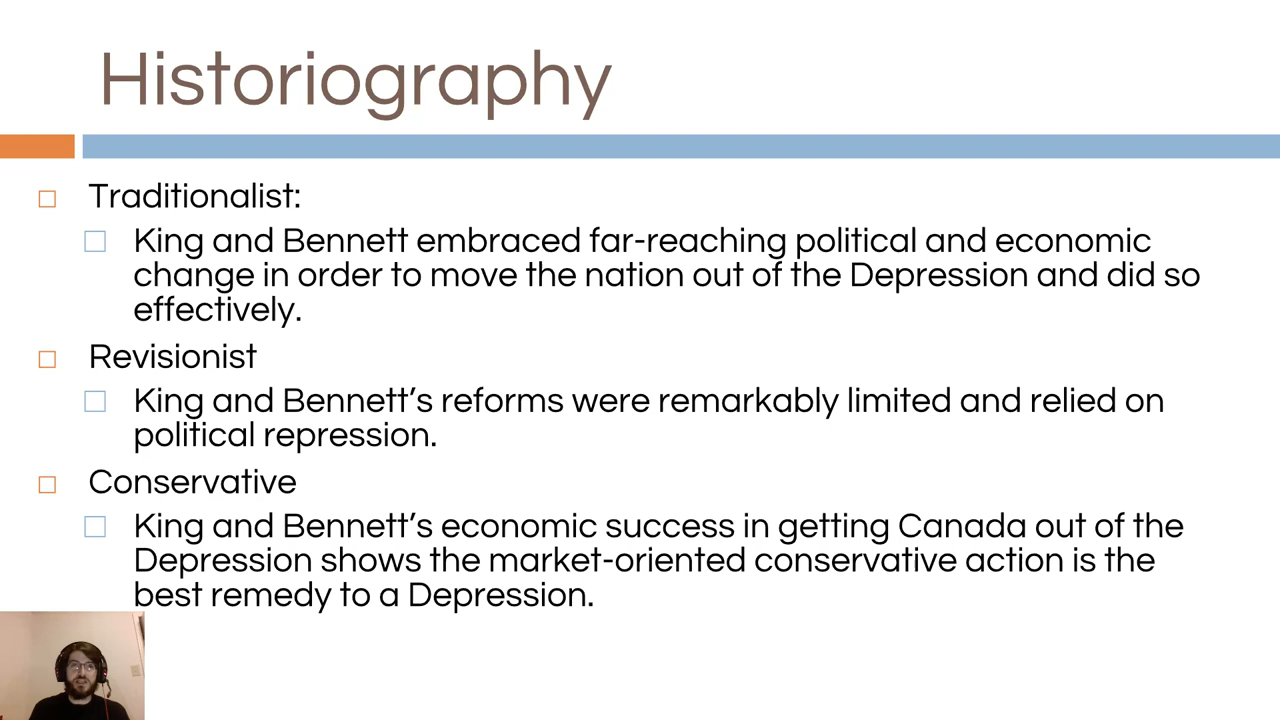 Historiography
Traditionalist:
King and Bennett embraced far-reaching political and economic
change in order to move the nation out of the Depression and did so
effectively.
Revisionist
King and Bennett’s reforms were remarkably limited and relied on
political repression.
Conservative
King and Bennett’s economic success in getting Canada out of the
Depression shows the market-oriented conservative action is the
best remedy to a Depression.